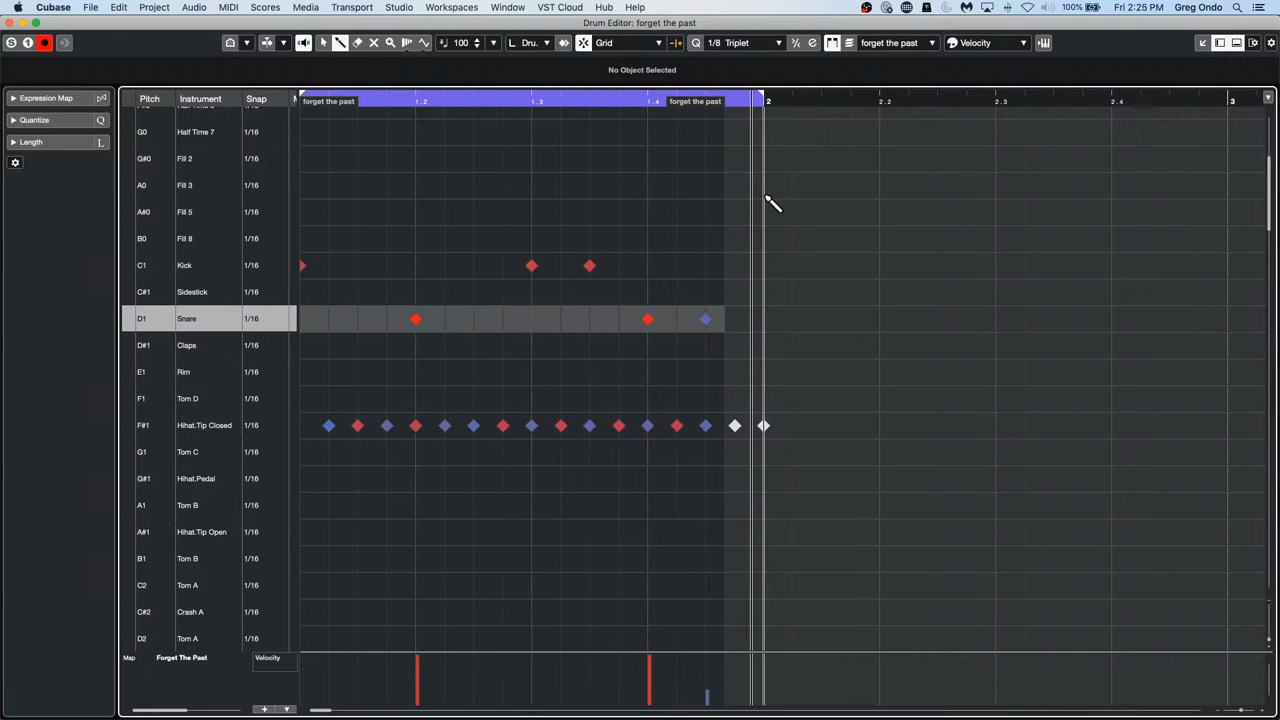 Cubase File Edit Project Audio MIDI Scores Media Transport Studio Workspaces Window VST Cloud Hub Help 100% Fri 2:25 PM Greg Ondo
Drum Editor: forget the past
S 100 L Dru. Grid Q 1/8 Triplet forget the past Velocity
No Object Selected
Expression Map
Quantize Q
Length L
Pitch Instrument Snap
forget the past 1.2 1.3 1.4 forget the past 2 2.2 2.3 2.4 3
G0 Half Time 7 1/16
G#0 Fill 2 1/16
A0 Fill 3 1/16
A#0 Fill 5 1/16
B0 Fill 8 1/16
C1 Kick 1/16
C#1 Sidestick 1/16
D1 Snare 1/16
D#1 Claps 1/16
E1 Rim 1/16
F1 Tom D 1/16
F#1 Hihat.Tip Closed 1/16
G1 Tom C 1/16
G#1 Hihat.Pedal 1/16
A1 Tom B 1/16
A#1 Hihat.Tip Open 1/16
B1 Tom B 1/16
C2 Tom A 1/16
C#2 Crash A 1/16
D2 Tom A 1/16
Map Forget The Past Velocity